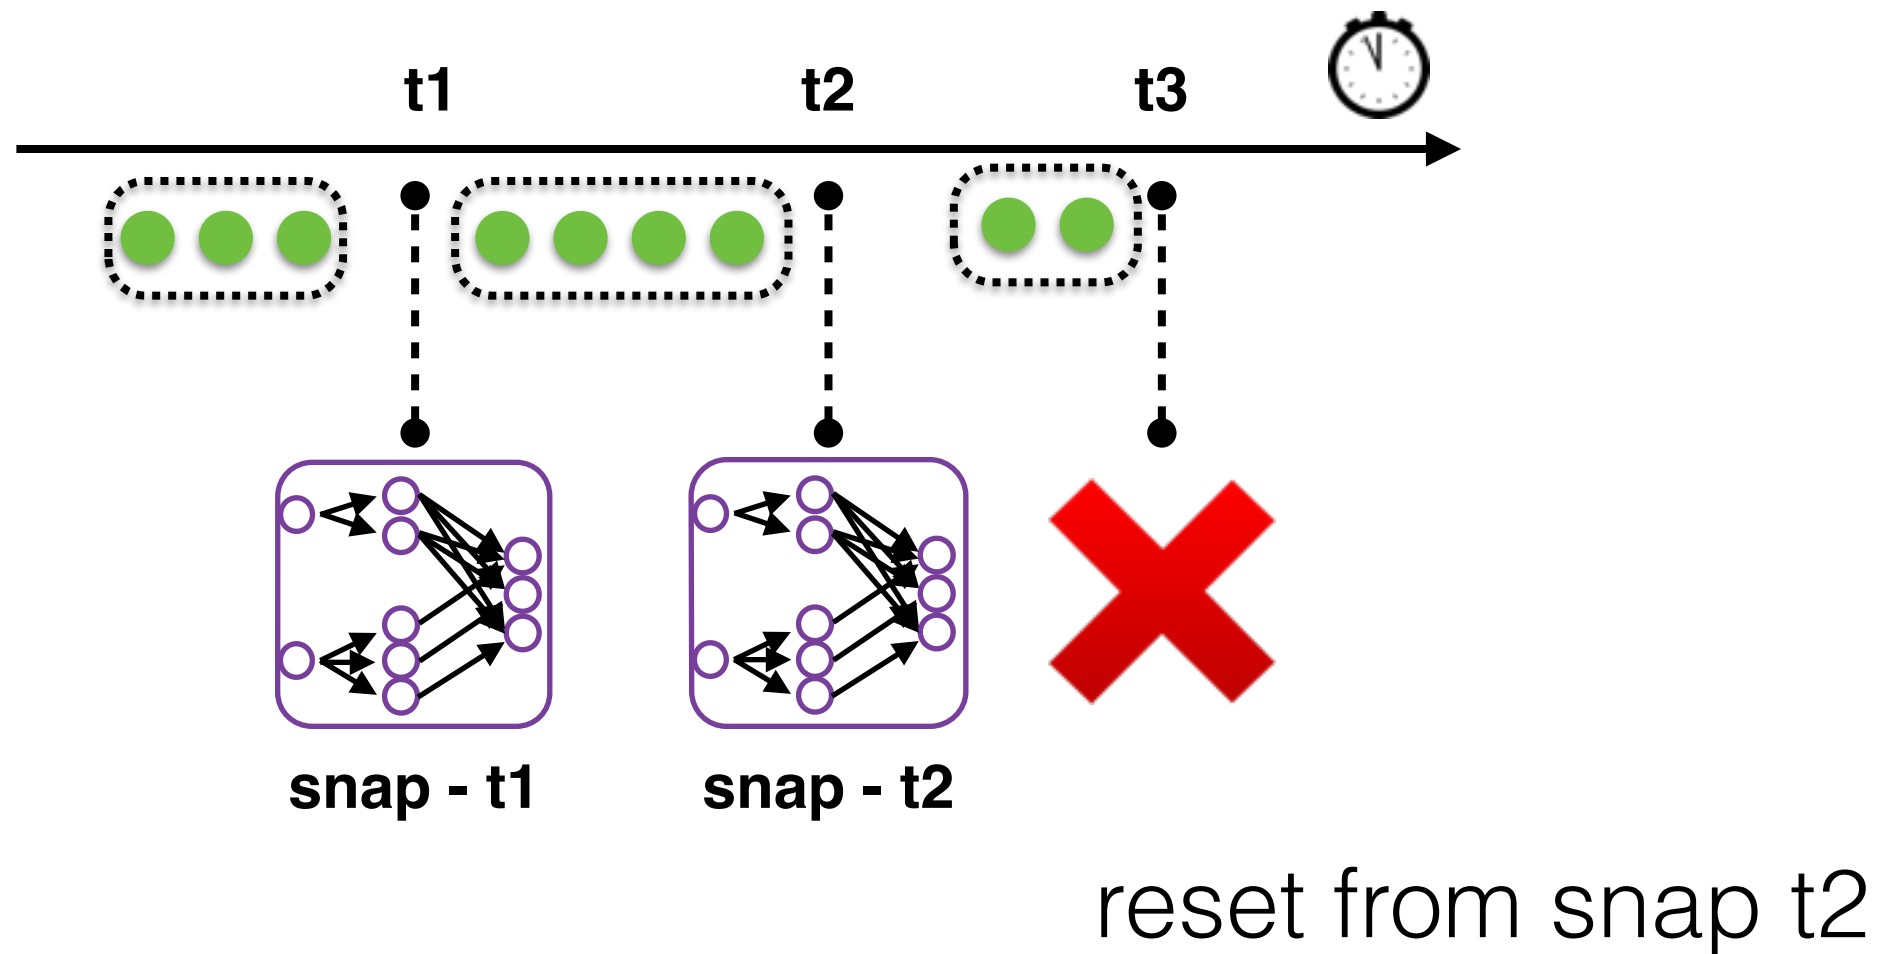 t1 t2 t3
snap - t1 snap - t2
reset from snap t2